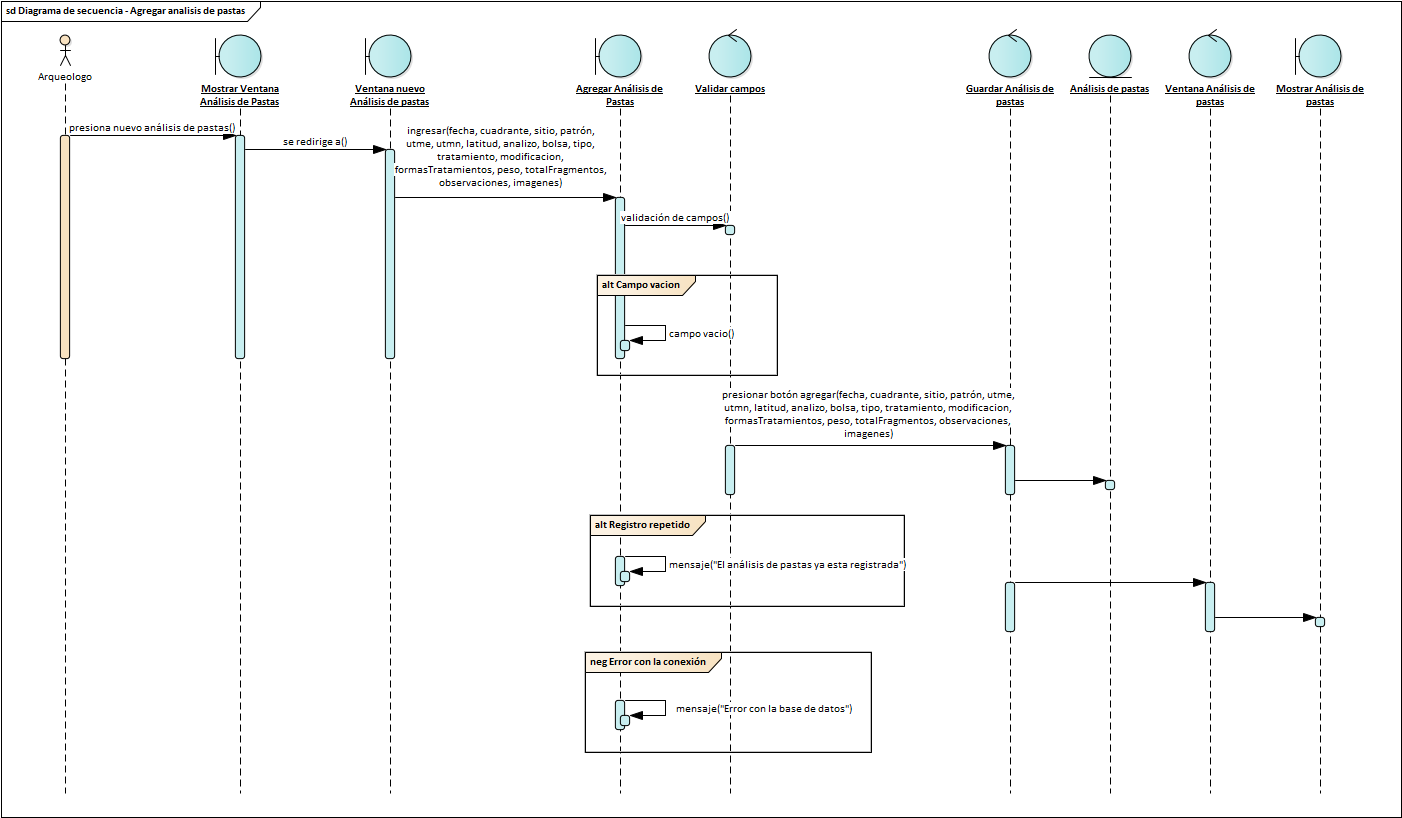 sd Diagrama de secuencia - Agregar analisis de pastas
Arqueologo
Mostrar Ventana
Análisis de Pastas
Ventana nuevo
Análisis de pastas
Agregar Análisis de
Pastas
Validar campos
Guardar Análisis de
pastas
Análisis de pastas
Ventana Análisis de
pastas
Mostrar Análisis de
pastas
presiona nuevo análisis de pastas()
se redirige a()
ingresar(fecha, cuadrante, sitio, patrón,
utme, utmn, latitud, analizo, bolsa, tipo,
tratamiento, modificacion,
formasTratamientos, peso, totalFragmentos,
observaciones, imagenes)
validación de campos()
alt Campo vacion
campo vacio()
presionar botón agregar(fecha, cuadrante, sitio, patrón, utme,
utmn, latitud, analizo, bolsa, tipo, tratamiento, modificacion,
formasTratamientos, peso, totalFragmentos, observaciones,
imagenes)
alt Registro repetido
mensaje("El análisis de pastas ya esta registrada")
neg Error con la conexión
mensaje("Error con la base de datos")